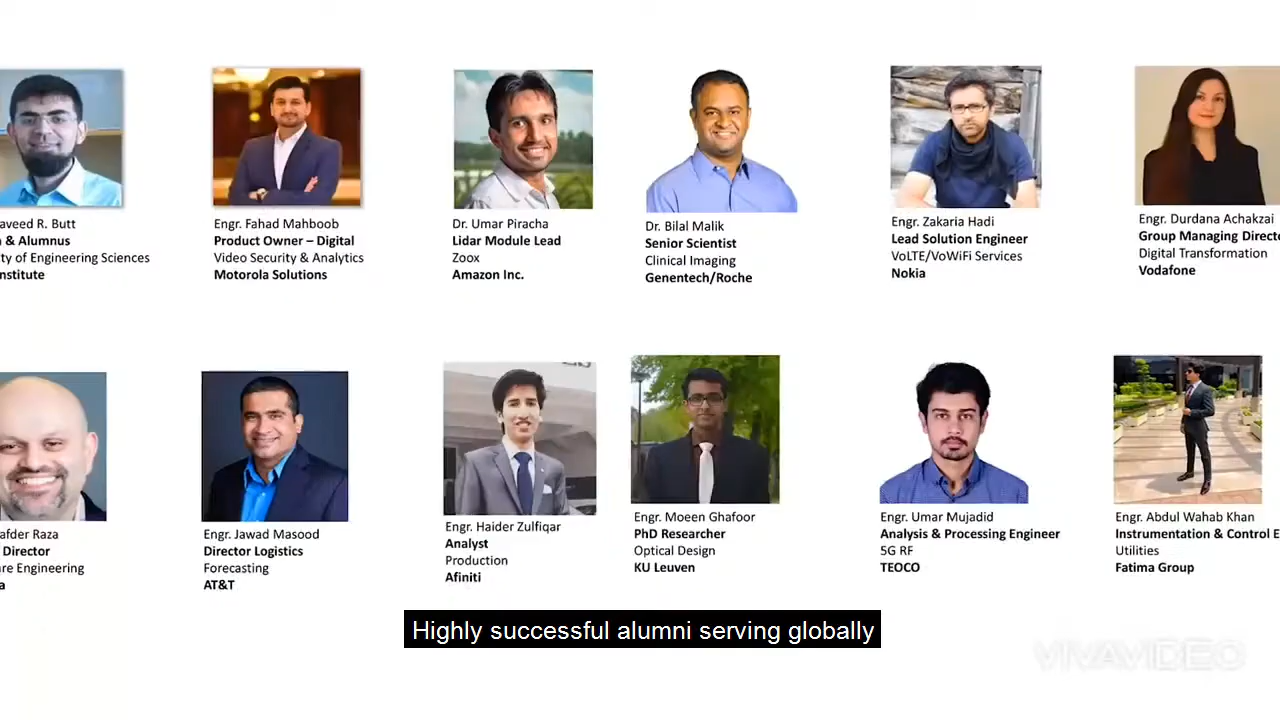 aveed R. Butt
& Alumnus
ty of Engineering Sciences
nstitute
Engr. Fahad Mahboob
Product Owner – Digital
Video Security & Analytics
Motorola Solutions
Dr. Umar Piracha
Lidar Module Lead
Zoox
Amazon Inc.
Dr. Bilal Malik
Senior Scientist
Clinical Imaging
Genentech/Roche
Engr. Zakaria Hadi
Lead Solution Engineer
VoLTE/VoWiFi Services
Nokia
Engr. Durdana Achakzai
Group Managing Directo
Digital Transformation
Vodafone
afder Raza
Director
re Engineering
a
Engr. Jawad Masood
Director Logistics
Forecasting
AT&T
Engr. Haider Zulfiqar
Analyst
Production
Afiniti
Engr. Moeen Ghafoor
PhD Researcher
Optical Design
KU Leuven
Engr. Umar Mujadid
Analysis & Processing Engineer
5G RF
TEOCO
Engr. Abdul Wahab Khan
Instrumentation & Control E
Utilities
Fatima Group
Highly successful alumni serving globally
VIVAVIDEO